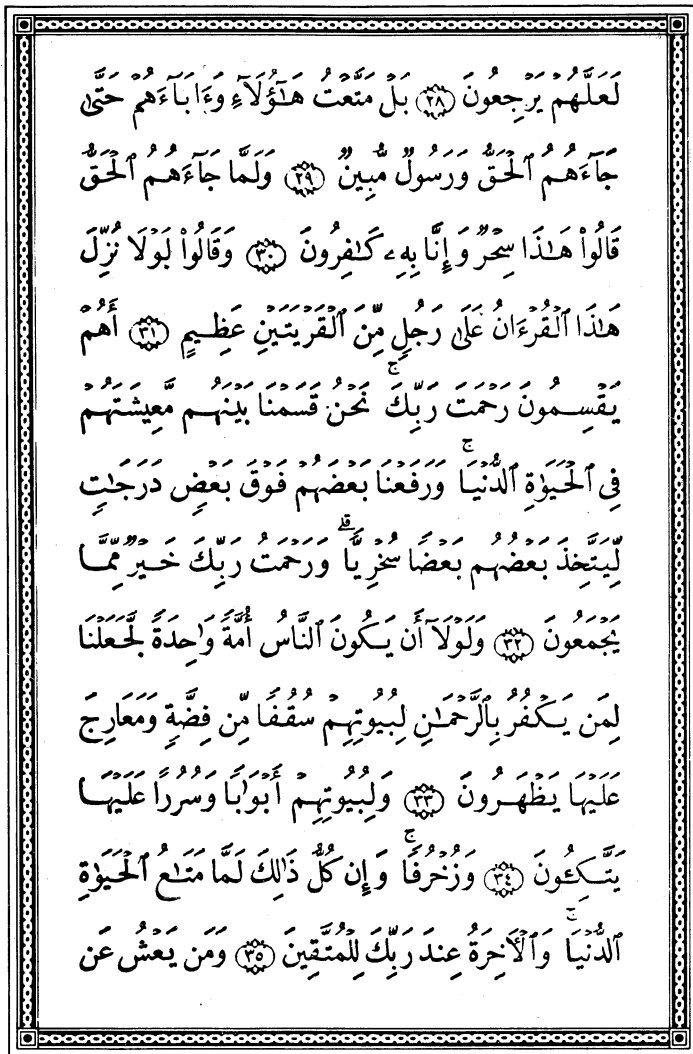 لَعَلَّهُمْ يَرْجِعُونَ ﴿٢٨﴾ بَلْ مَتَّعْتُ هَٰٓؤُلَآءِ وَءَابَآءَهُمْ حَتَّىٰ
جَآءَهُمُ ٱلْحَقُّ وَرَسُولٌ مُّبِينٌ ﴿٢٩﴾ وَلَمَّا جَآءَهُمُ ٱلْحَقُّ
قَالُوا۟ هَٰذَا سِحْرٌ وَإِنَّا بِهِۦ كَٰفِرُونَ ﴿٣٠﴾ وَقَالُوا۟ لَوْلَا نُزِّلَ
هَٰذَا ٱلْقُرْءَانُ عَلَىٰ رَجُلٍ مِّنَ ٱلْقَرْيَتَيْنِ عَظِيمٍ ﴿٣١﴾ أَهُمْ
يَقْسِمُونَ رَحْمَتَ رَبِّكَ ۚ نَحْنُ قَسَمْنَا بَيْنَهُم مَّعِيشَتَهُمْ
فِى ٱلْحَيَوٰةِ ٱلدُّنْيَا ۚ وَرَفَعْنَا بَعْضَهُمْ فَوْقَ بَعْضٍ دَرَجَٰتٍ
لِّيَتَّخِذَ بَعْضُهُم بَعْضًا سُخْرِيًّا ۗ وَرَحْمَتُ رَبِّكَ خَيْرٌ مِّمَّا
يَجْمَعُونَ ﴿٣٢﴾ وَلَوْلَآ أَن يَكُونَ ٱلنَّاسُ أُمَّةً وَٰحِدَةً لَّجَعَلْنَا
لِمَن يَكْفُرُ بِٱلرَّحْمَٰنِ لِبُيُوتِهِمْ سُقُفًا مِّن فِضَّةٍ وَمَعَارِجَ
عَلَيْهَا يَظْهَرُونَ ﴿٣٣﴾ وَلِبُيُوتِهِمْ أَبْوَٰبًا وَسُرُرًا عَلَيْهَا
يَتَّكِـُٔونَ ﴿٣٤﴾ وَزُخْرُفًا ۚ وَإِن كُلُّ ذَٰلِكَ لَمَّا مَتَٰعُ ٱلْحَيَوٰةِ
ٱلدُّنْيَا ۚ وَٱلْـَٔاخِرَةُ عِندَ رَبِّكَ لِلْمُتَّقِينَ ﴿٣٥﴾ وَمَن يَعْشُ عَن